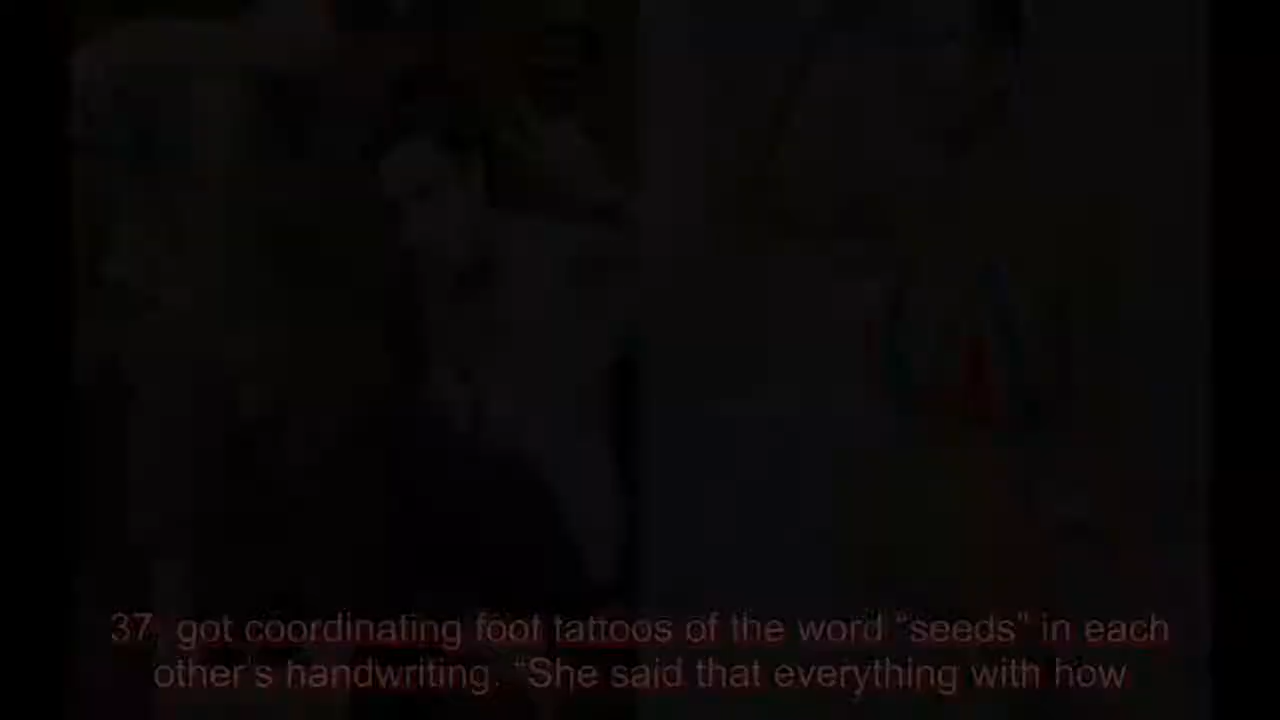 37, got coordinating foot tattoos of the word “seeds” in each
other's handwriting. “She said that everything with how